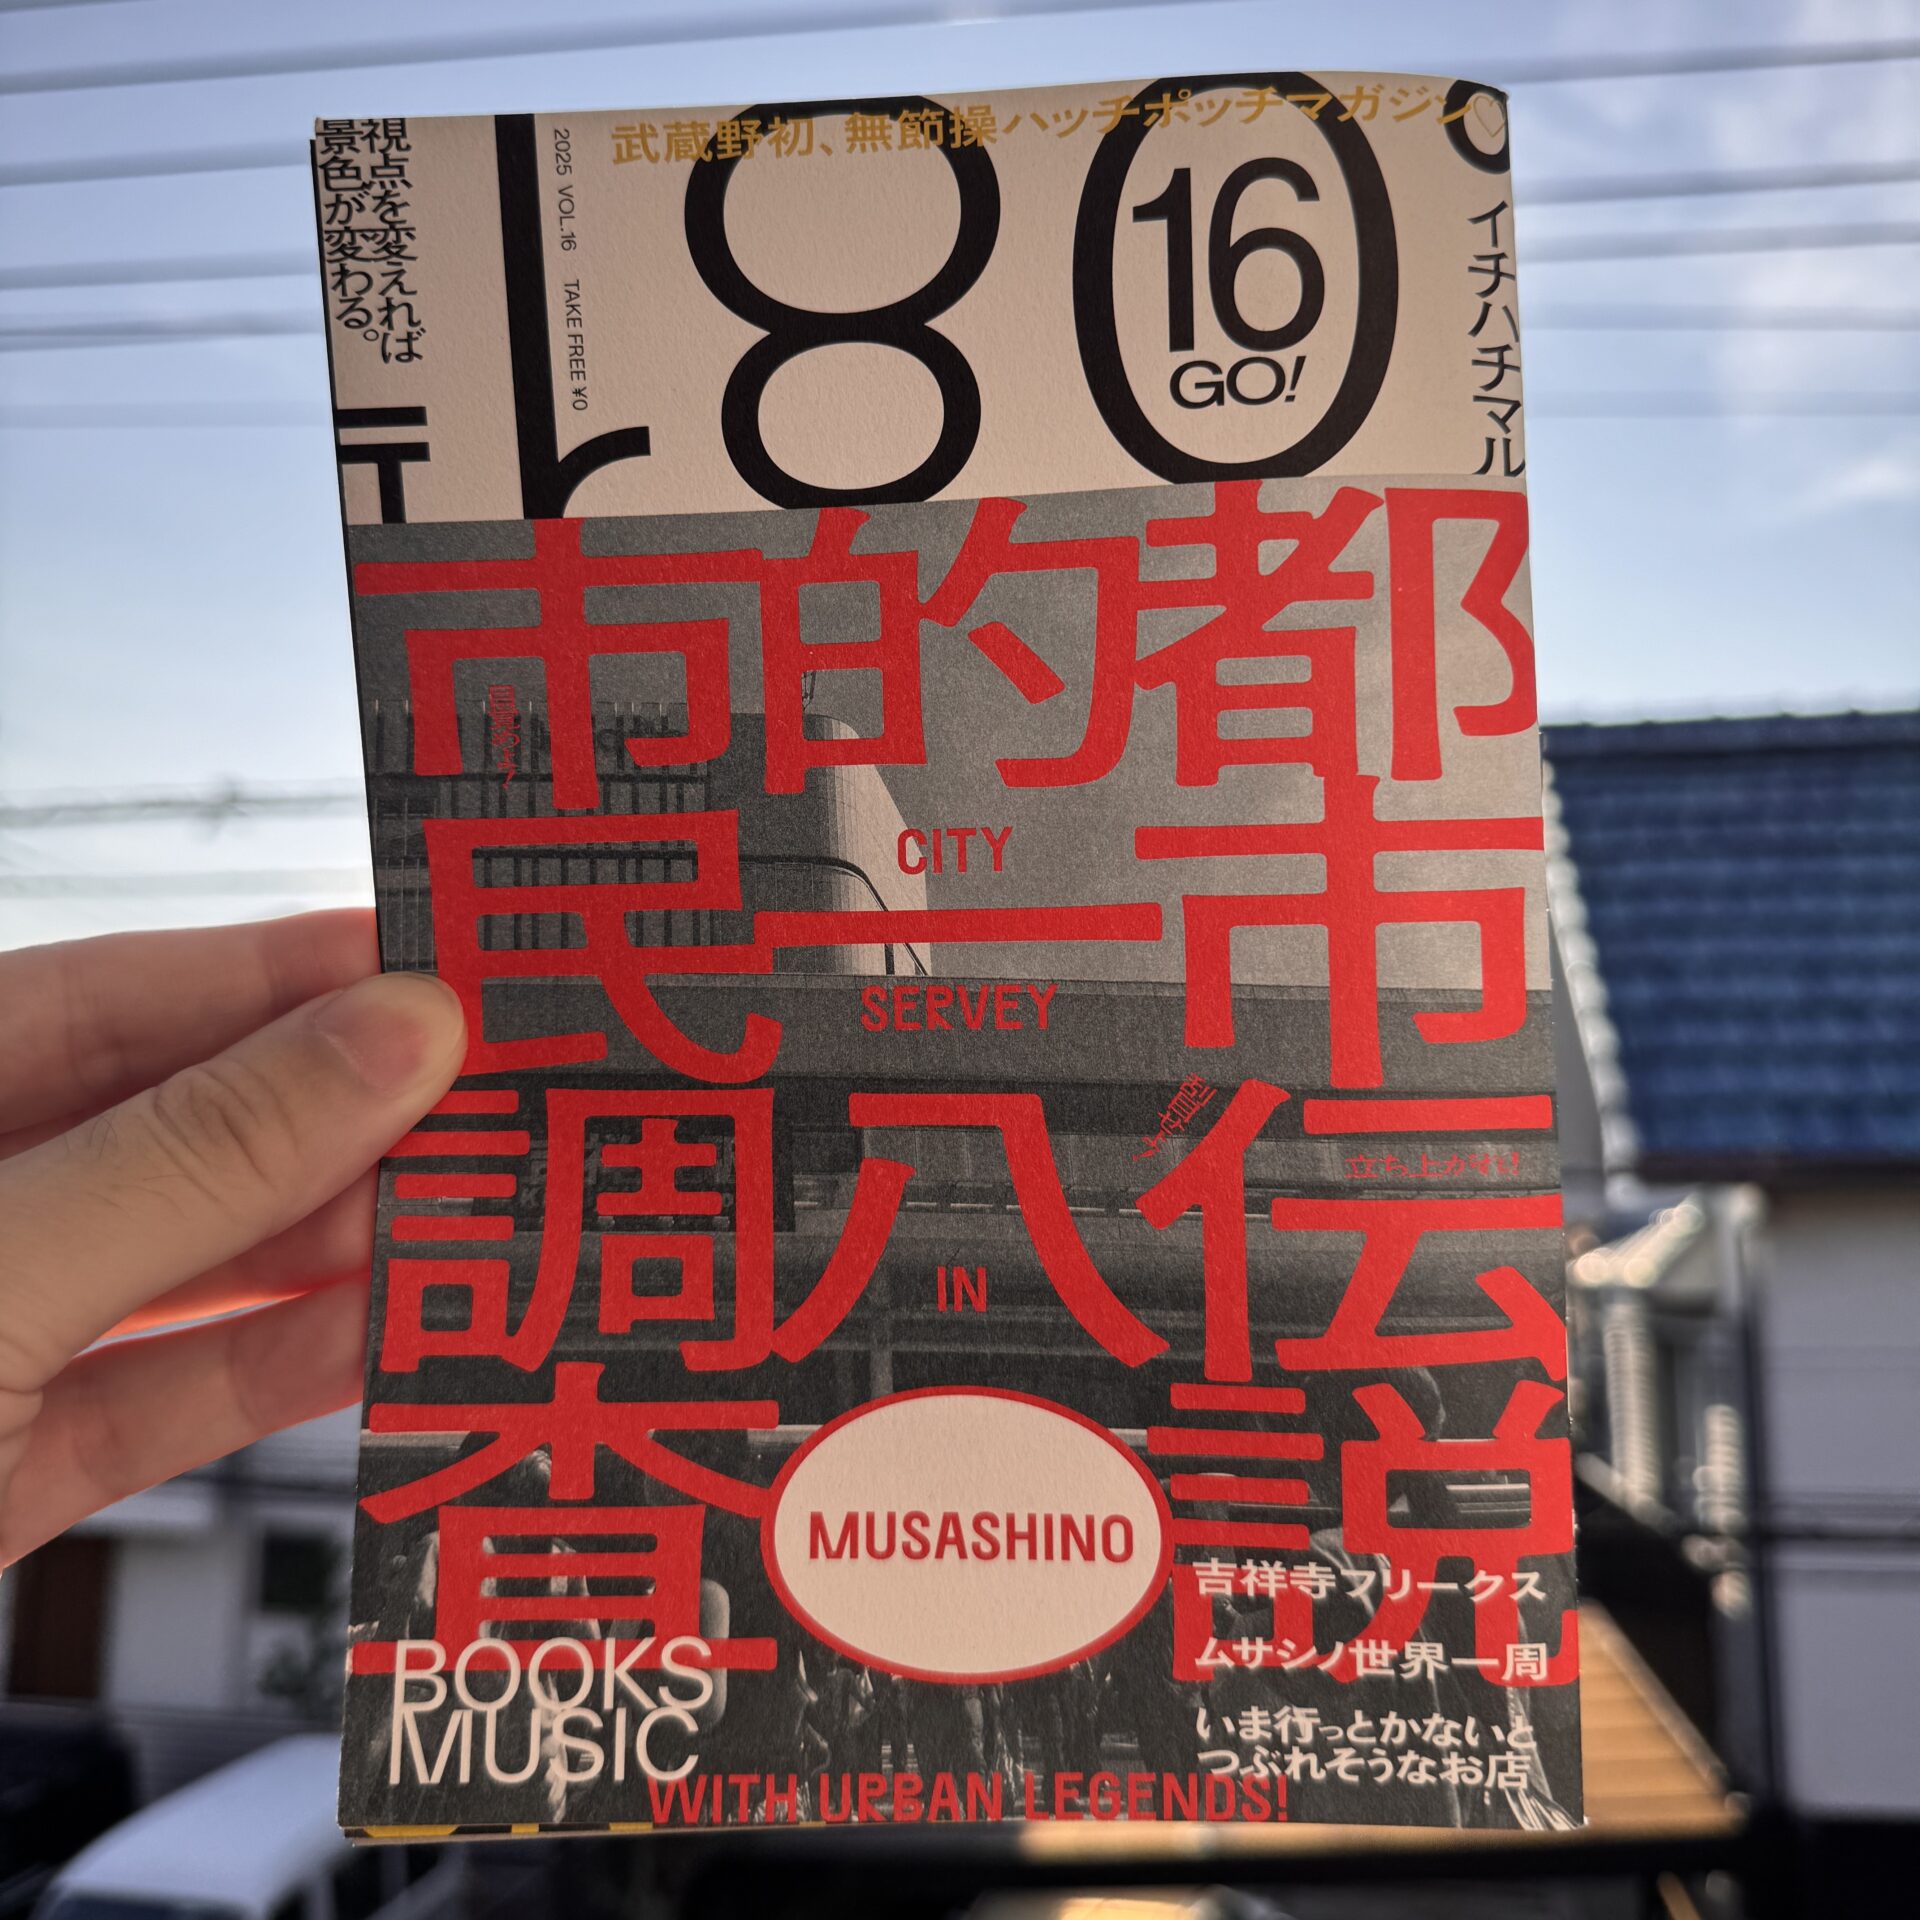 武蔵野初、無節操ハッチポッチマガジン♡
視点を変えれば
景色が変わる。
180°
2025 VOL.16 TAKE FREE ¥0
16
GO!
イチハチマル
都市伝説
的一八
市民調査
CITY
SERVEY
IN
MUSASHINO
立ち上がれ!
吉祥寺フリークス
ムサシノ世界一周
いま行っとかないと
つぶれそうなお店
BOOKS
MUSIC
WITH URBAN LEGENDS!